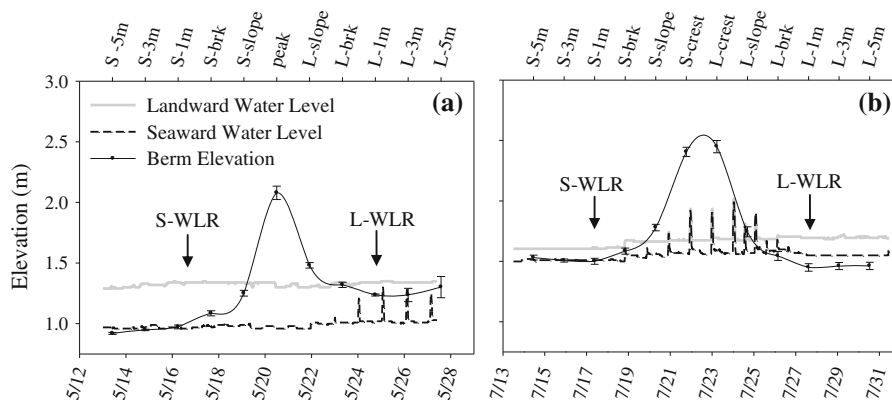 S -5m S-3m S-1m S-brk S-slope peak L-slope L-brk L-1m L-3m L-5m
S-5m S-3m S-1m S-brk S-slope S-crest L-crest L-slope L-brk L-1m L-3m L-5m
3.0
2.5
2.0
1.5
1.0
Elevation (m)
Landward Water Level
Seaward Water Level
Berm Elevation
(a)
S-WLR
L-WLR
(b)
S-WLR
L-WLR
5/12 5/14 5/16 5/18 5/20 5/22 5/24 5/26 5/28
7/13 7/15 7/17 7/19 7/21 7/23 7/25 7/27 7/29 7/31